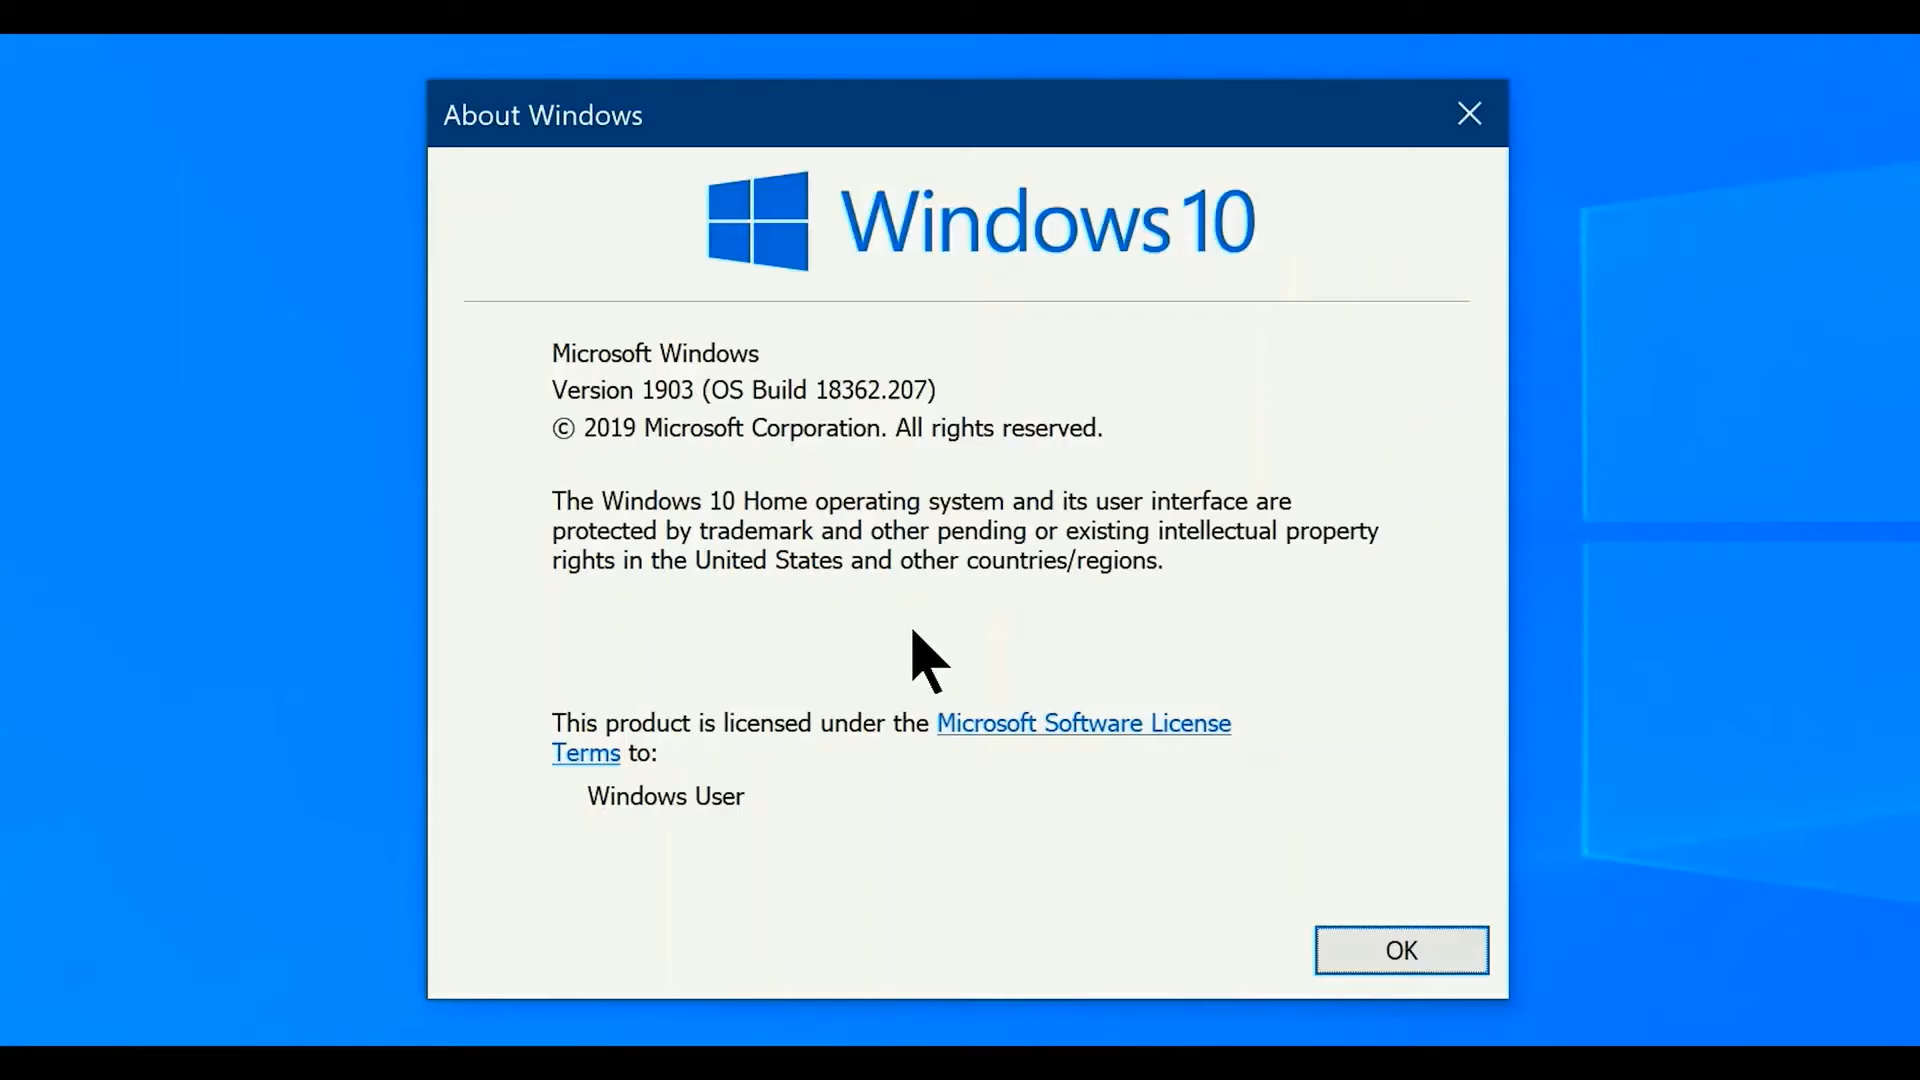 About Windows
Windows 10
Microsoft Windows
Version 1903 (OS Build 18362.207)
© 2019 Microsoft Corporation. All rights reserved.
The Windows 10 Home operating system and its user interface are
protected by trademark and other pending or existing intellectual property
rights in the United States and other countries/regions.
This product is licensed under the Microsoft Software License
Terms to:
Windows User
OK